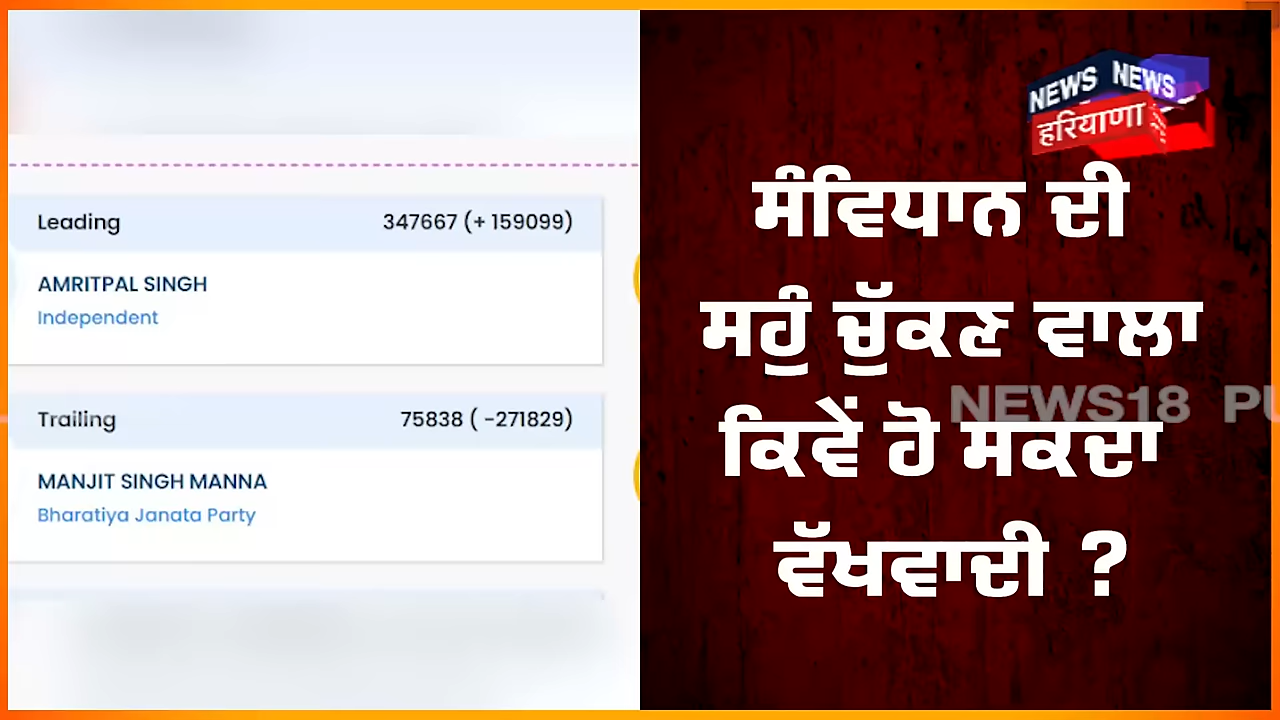 Leading 347667 (+ 159099)
AMRITPAL SINGH
Independent
Trailing 75838 ( -271829)
MANJIT SINGH MANNA
Bharatiya Janata Party
NEWS NEWS
हरियाणा
ਸੰਵਿਧਾਨ ਦੀ
ਸਹੁੰ ਚੁੱਕਣ ਵਾਲਾ
NEWS18 PU
ਕਿਵੇਂ ਹੋ ਸਕਦਾ
ਵੱਖਵਾਦੀ ?